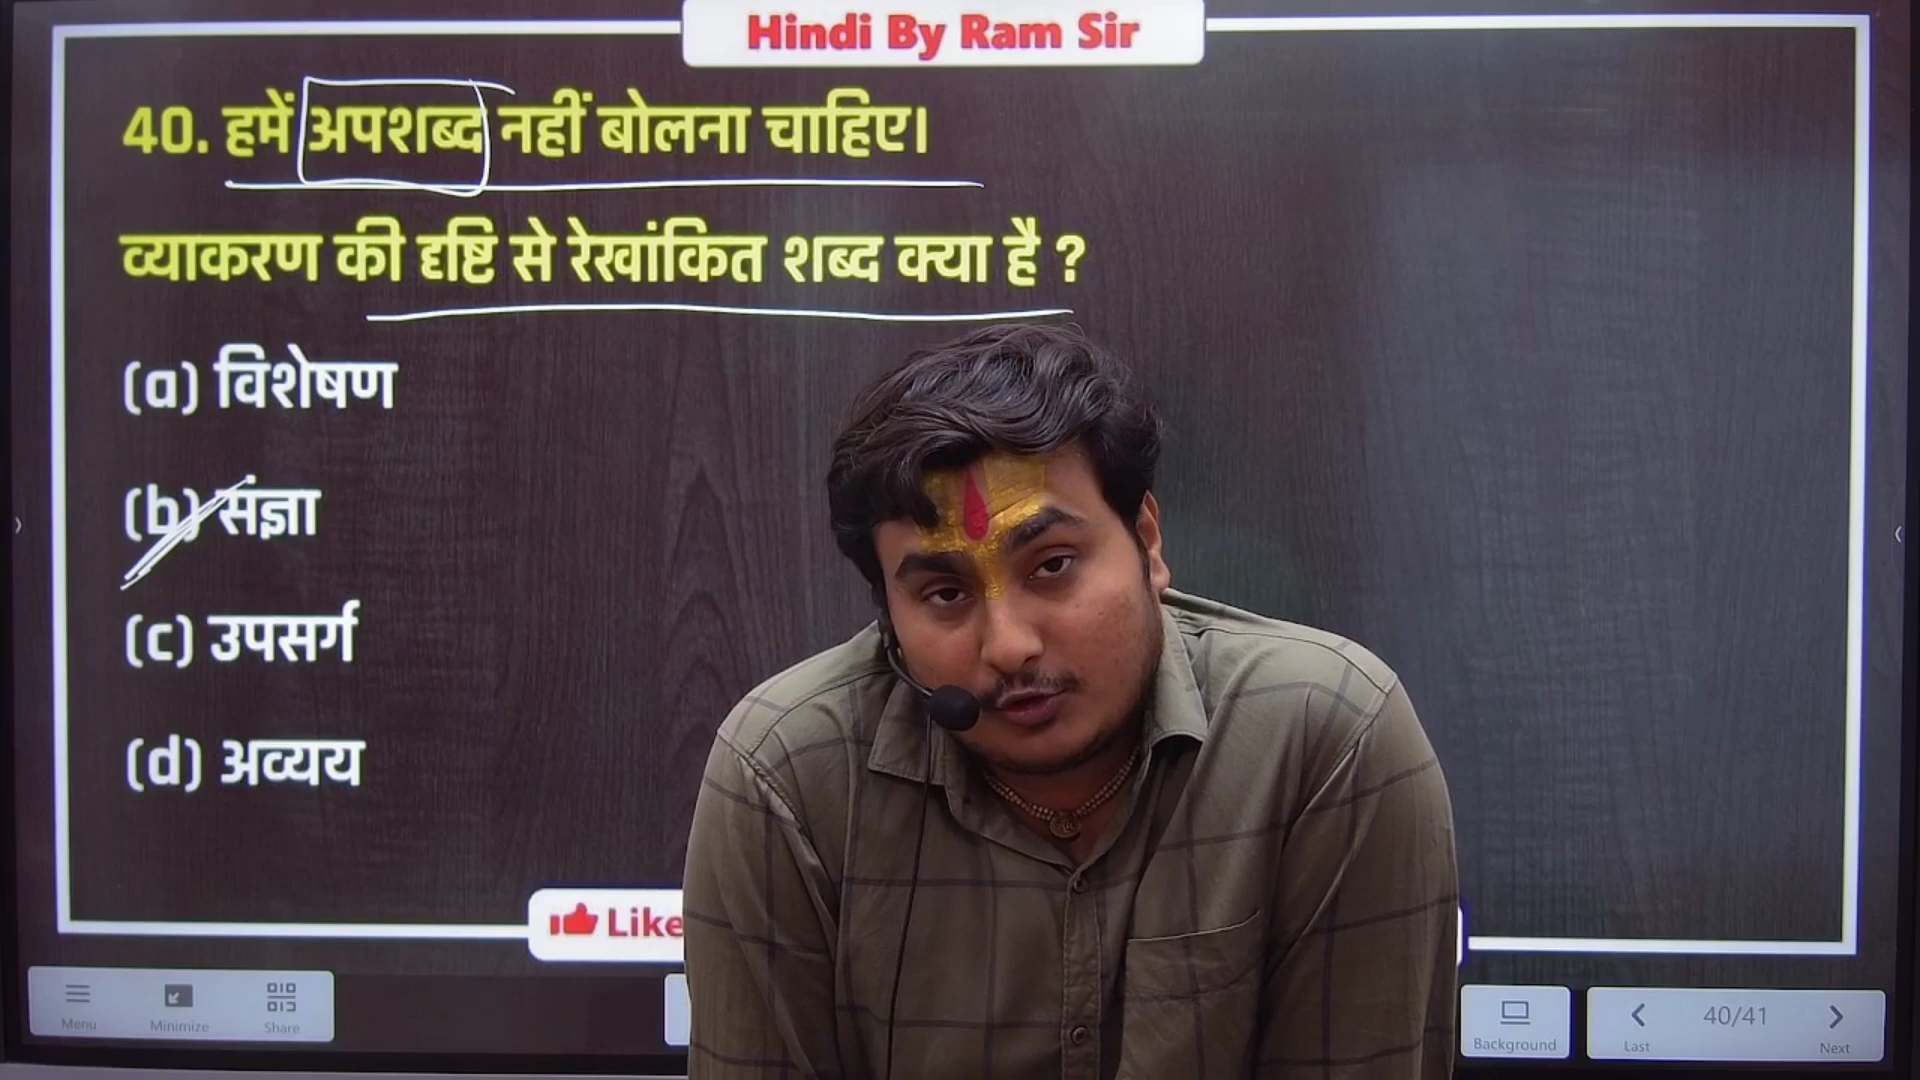 Hindi By Ram Sir
40. हमें अपशब्द नहीं बोलना चाहिए।
व्याकरण की दृष्टि से रेखांकित शब्द क्या है ?
(a) विशेषण
(b) संज्ञा
(c) उपसर्ग
(d) अव्यय
Like
Menu Minimize Share
Background
Last 40/41 Next